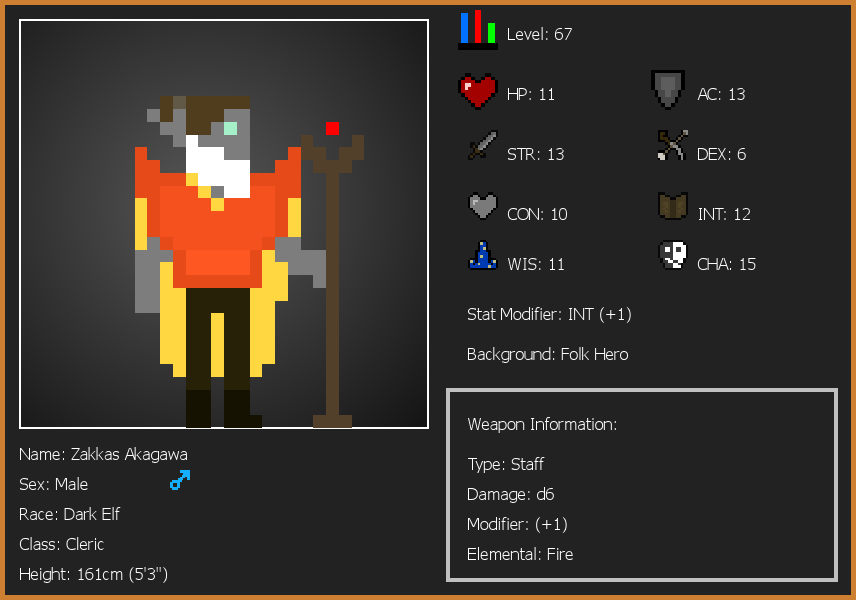 Level: 67
HP: 11
AC: 13
STR: 13
DEX: 6
CON: 10
INT: 12
WIS: 11
CHA: 15
Stat Modifier: INT (+1)
Background: Folk Hero
Weapon Information:
Type: Staff
Damage: d6
Modifier: (+1)
Elemental: Fire
Name: Zakkas Akagawa
Sex: Male
Race: Dark Elf
Class: Cleric
Height: 161cm (5'3")